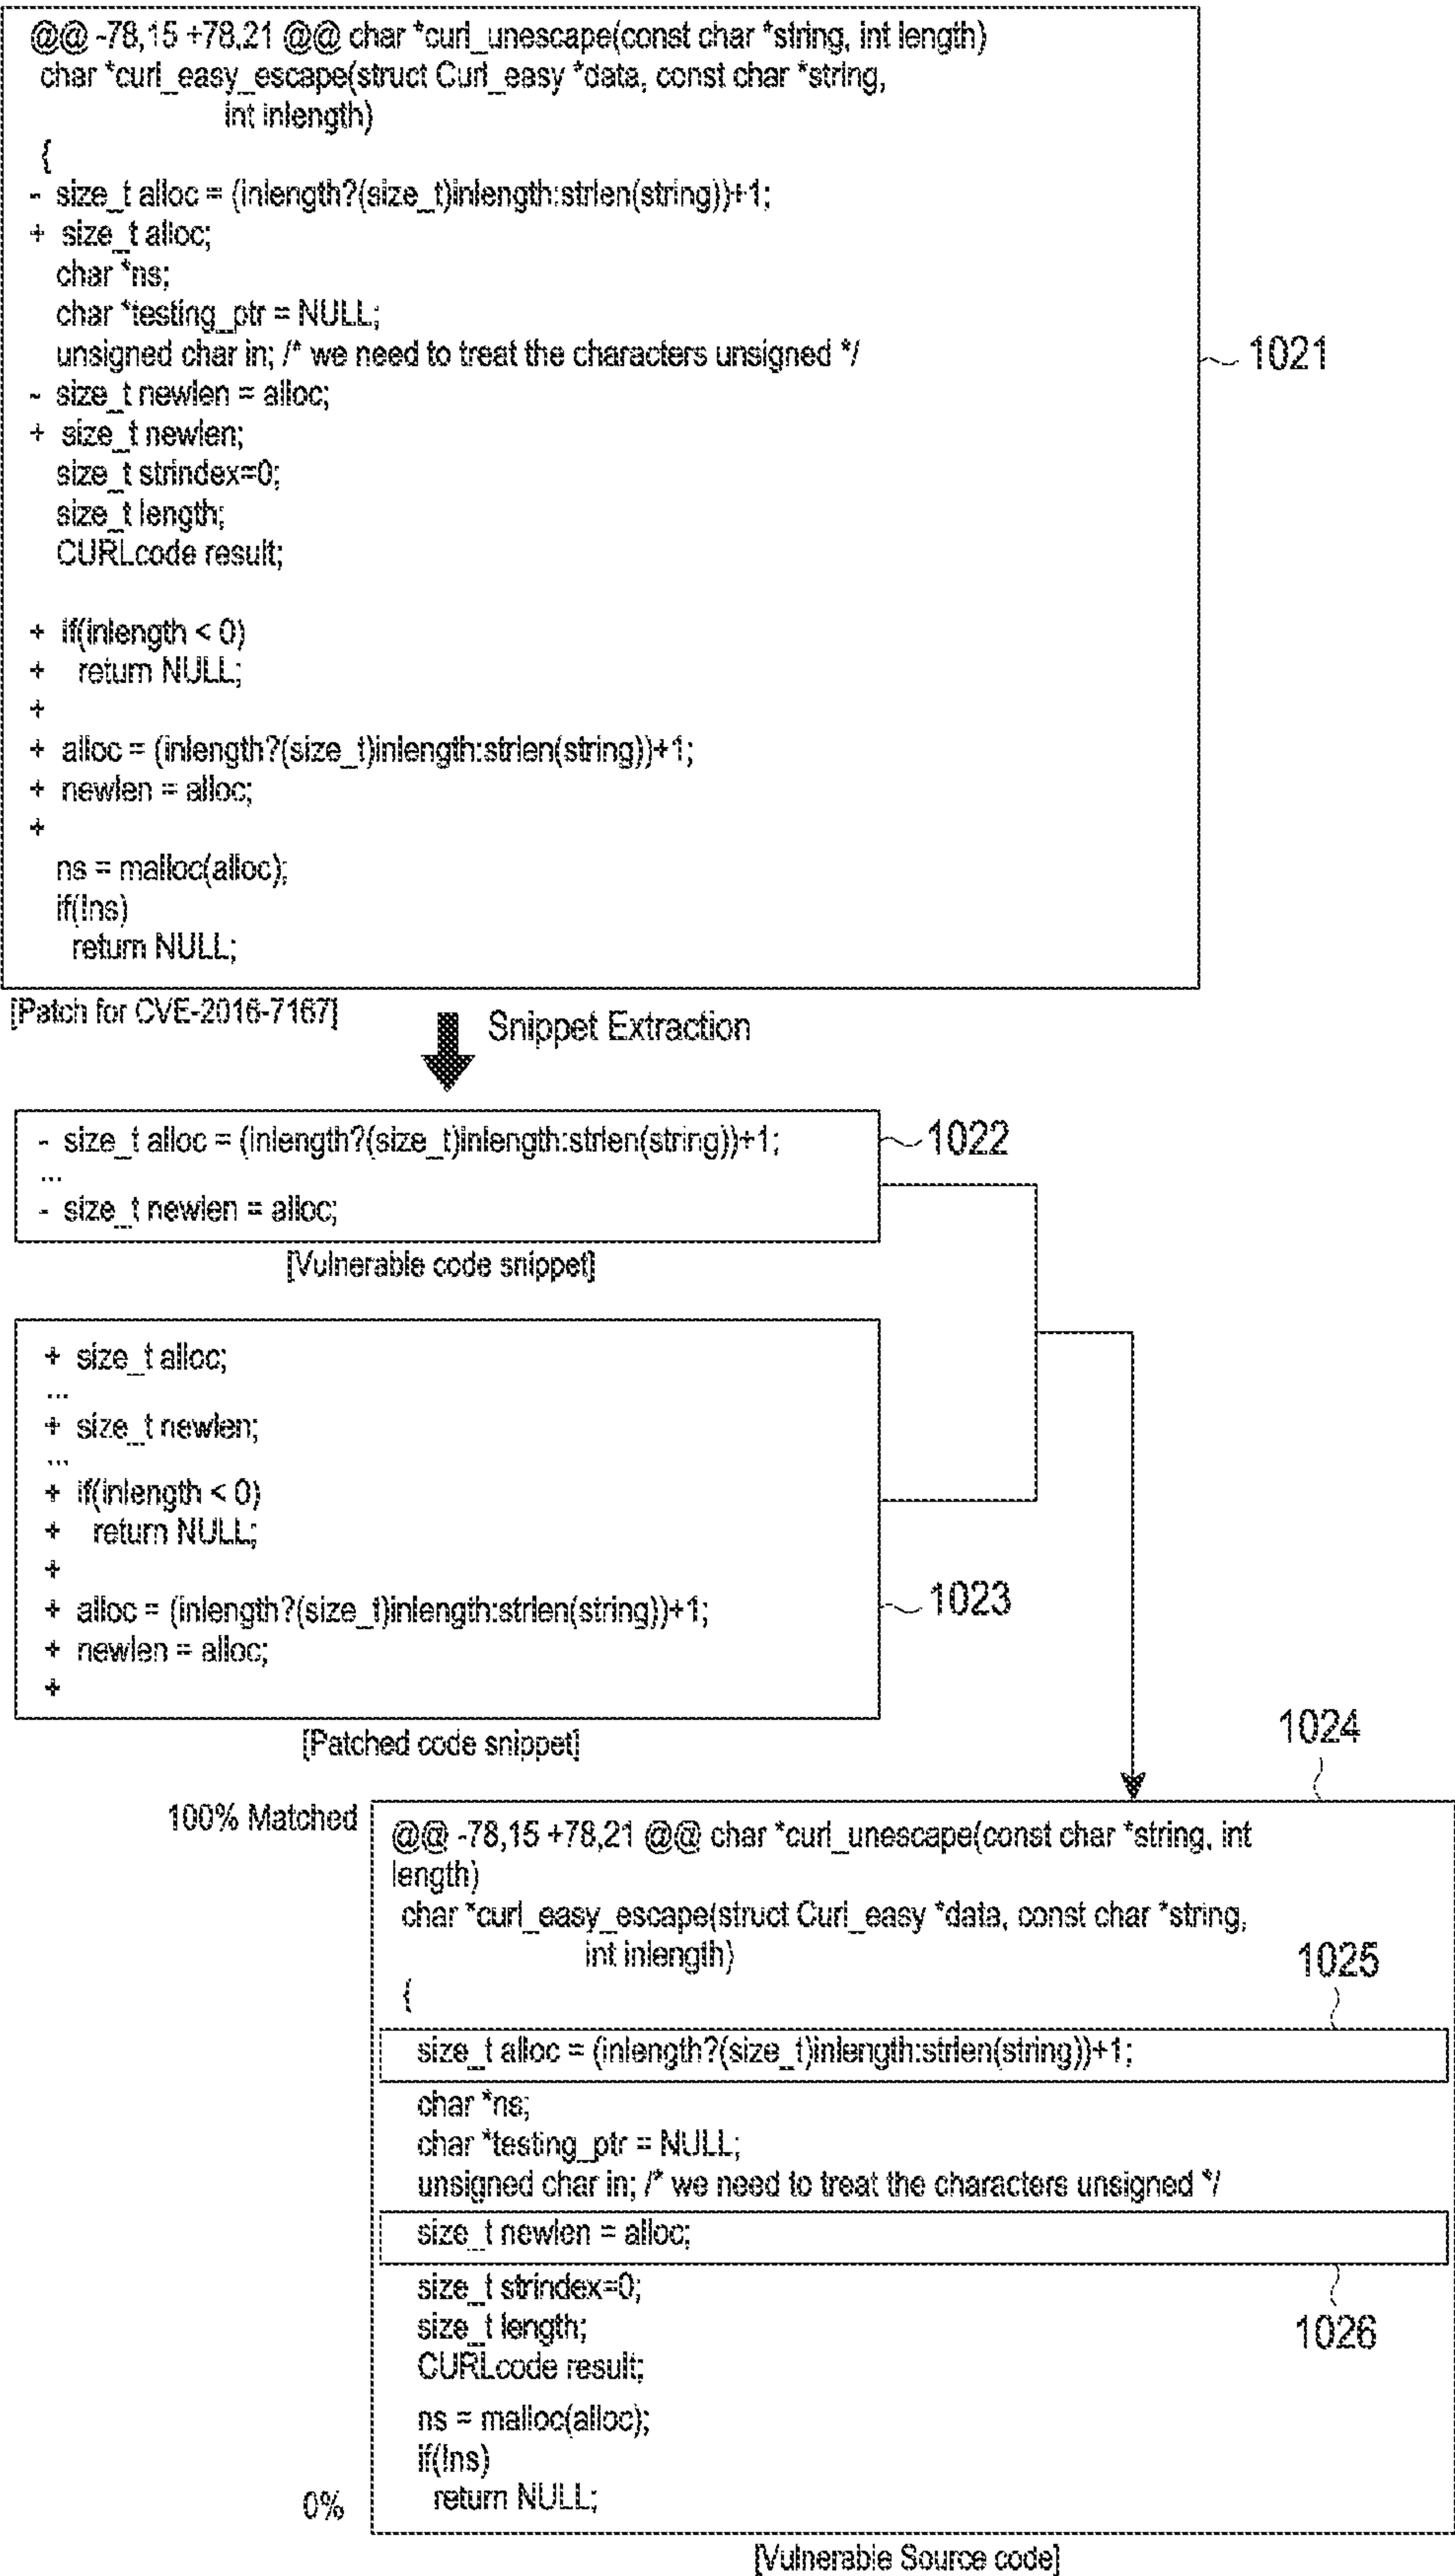 @@ -78,15 +78,21 @@ char *curl_unescape(const char *string, int length)
char *curl_easy_escape(struct Curl_easy *data, const char *string,
int inlength)
{
- size_t alloc = (inlength?(size_t)inlength:strlen(string))+1;
+ size_t alloc;
char *ns;
char *testing_ptr = NULL;
unsigned char in; /* we need to treat the characters unsigned */
1021
- size_t newlen = alloc;
+ size_t newlen;
size_t strindex=0;
size_t length;
CURLcode result;
+ if(inlength < 0)
+ return NULL;
+
+ alloc = (inlength?(size_t)inlength:strlen(string))+1;
+ newlen = alloc;
+
ns = malloc(alloc);
if(!ns)
return NULL;
[Patch for CVE-2016-7167]
Snippet Extraction
- size_t alloc = (inlength?(size_t)inlength:strlen(string))+1;
1022
...
- size_t newlen = alloc;
[Vulnerable code snippet]
+ size_t alloc;
...
+ size_t newlen;
...
+ if(inlength < 0)
+ return NULL;
+
+ alloc = (inlength?(size_t)inlength:strlen(string))+1;
1023
+ newlen = alloc;
+
[Patched code snippet]
1024
100% Matched
@@ -78,15 +78,21 @@ char *curl_unescape(const char *string, int
length)
char *curl_easy_escape(struct Curl_easy *data, const char *string,
int inlength)
1025
{
size_t alloc = (inlength?(size_t)inlength:strlen(string))+1;
char *ns;
char *testing_ptr = NULL;
unsigned char in; /* we need to treat the characters unsigned */
size_t newlen = alloc;
size_t strindex=0;
size_t length;
1026
CURLcode result;
ns = malloc(alloc);
if(!ns)
return NULL;
0%
[Vulnerable Source code]